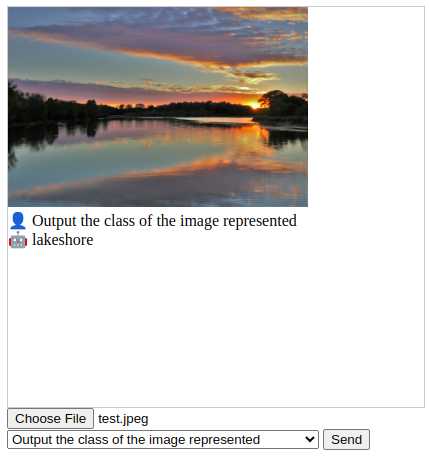 👤 Output the class of the image represented
🤖 lakeshore
Choose File test.jpeg
Output the class of the image represented Send